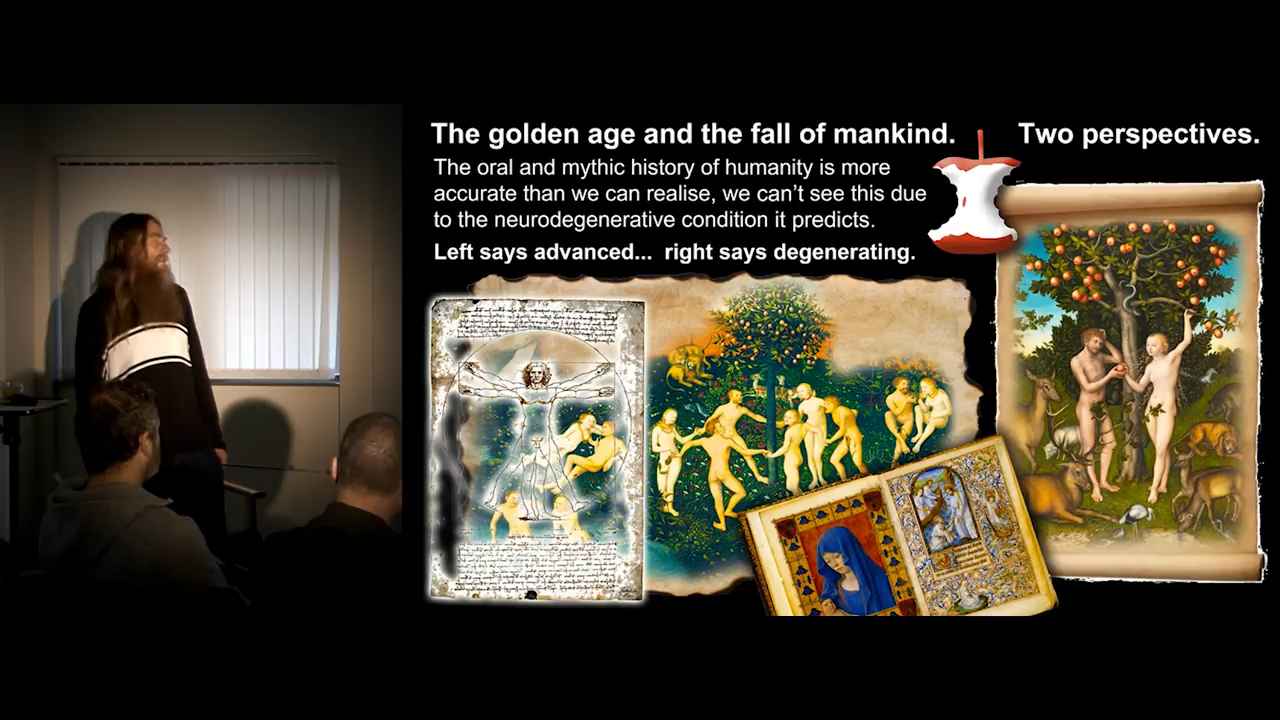 The golden age and the fall of mankind.
Two perspectives.
The oral and mythic history of humanity is more
accurate than we can realise, we can't see this due
to the neurodegenerative condition it predicts.
Left says advanced... right says degenerating.